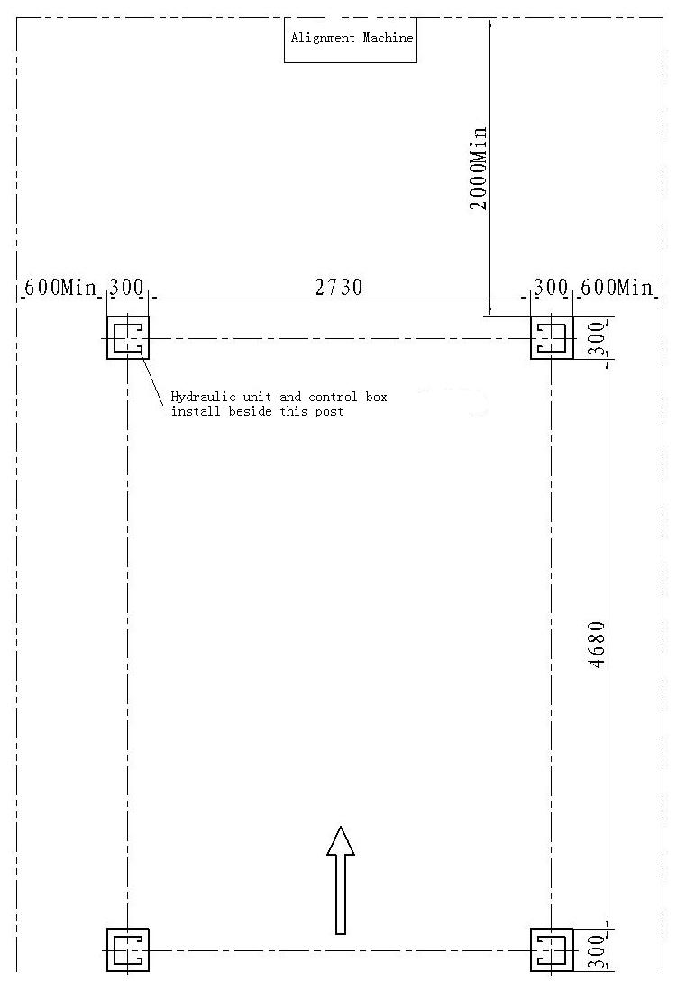 Alignment Machine
2000Min
600Min 300 2730 300 600Min
300
Hydraulic unit and control box
install beside this post
4680
300